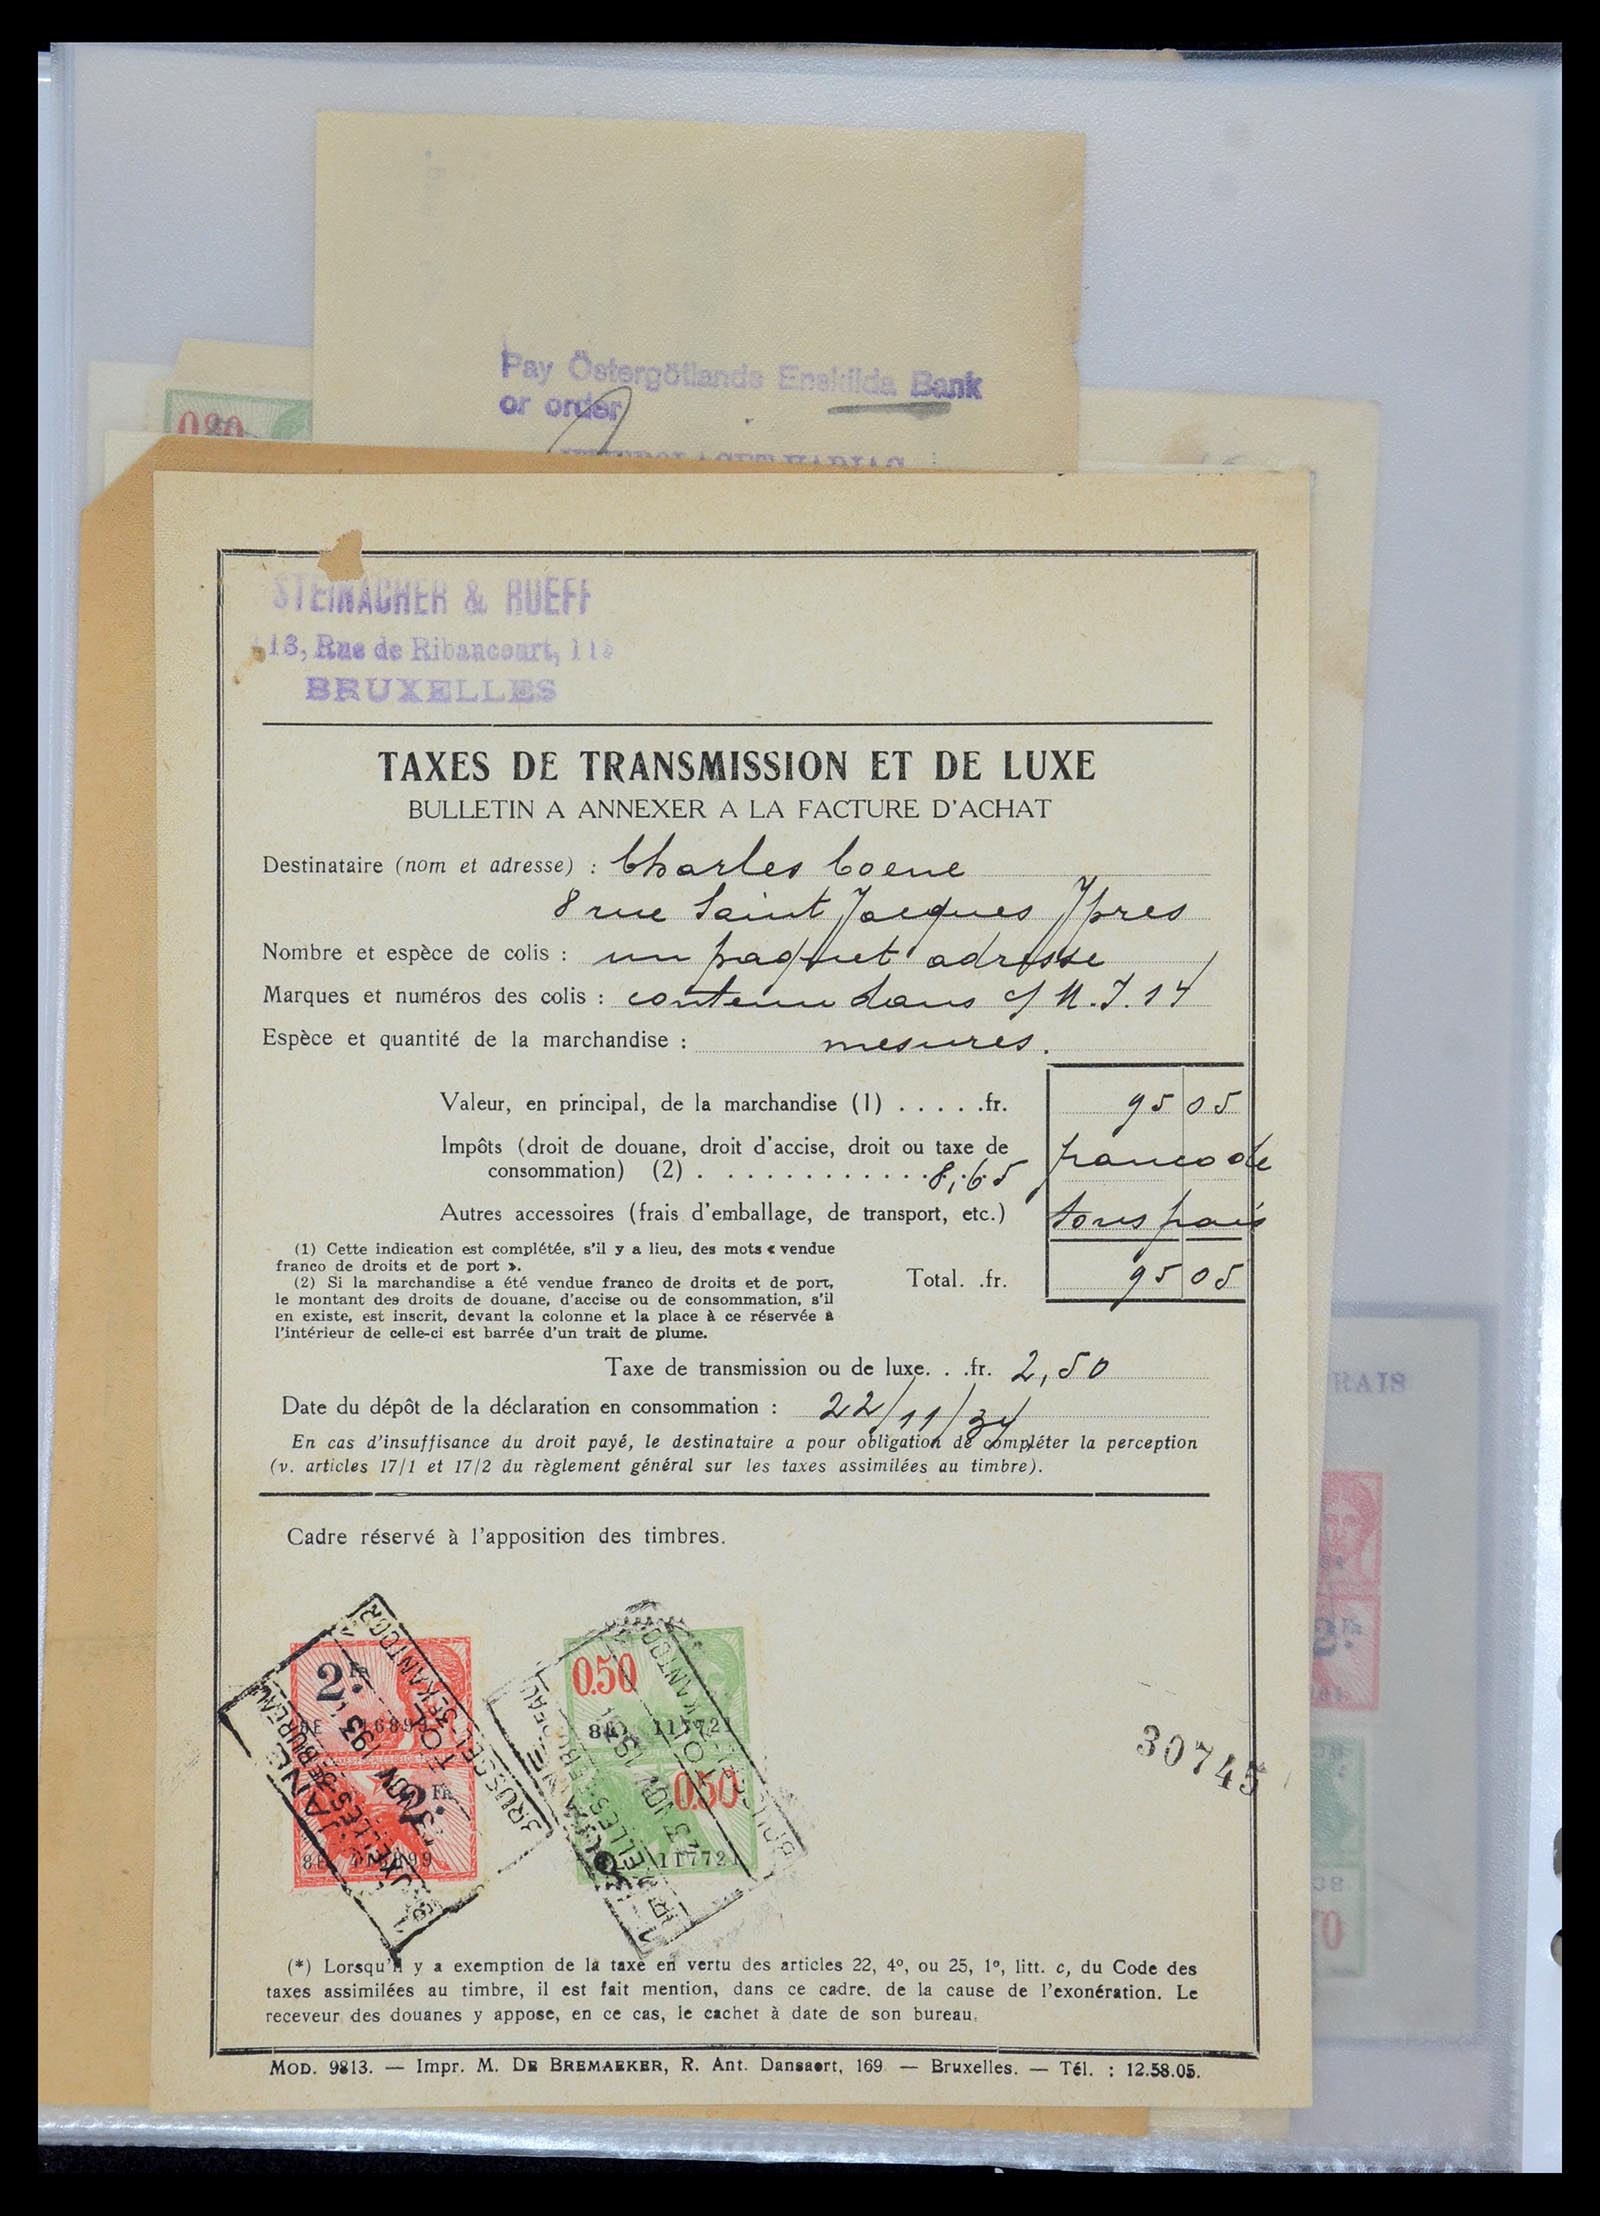 Pay Östergötlands Enskilda Bank
or order
080
STEINACHER & RUEFF
118, Rue de Ribaucourt, 118
BRUXELLES
TAXES DE TRANSMISSION ET DE LUXE
BULLETIN A ANNEXER A LA FACTURE D'ACHAT
Destinataire (nom et adresse) : Charles Coene
8 rue Saint Jacques Ypres
Nombre et espèce de colis : un paquet adresse
Marques et numéros des colis : contenu dans c/ N.J. 14
Espèce et quantité de la marchandise : mesures.
Valeur, en principal, de la marchandise (1) . . . . .fr. 95 05
Impôts (droit de douane, droit d'accise, droit ou taxe de franco de
consommation) (2) . . . . . . . . . . . . 8,65
Autres accessoires (frais d'emballage, de transport, etc.) tous frais
(1) Cette indication est complétée, s'il y a lieu, des mots « vendue
franco de droits et de port ».
(2) Si la marchandise a été vendue franco de droits et de port,
le montant des droits de douane, d'accise ou de consommation, s'il
en existe, est inscrit, devant la colonne et la place à ce réservée à
l'intérieur de celle-ci est barrée d'un trait de plume.
Total. .fr. 95 05
Taxe de transmission ou de luxe. . .fr. 2,50
Date du dépôt de la déclaration en consommation : 22/11/34
En cas d'insuffisance du droit payé, le destinataire a pour obligation de compléter la perception
(v. articles 17/1 et 17/2 du règlement général sur les taxes assimilées au timbre).
RAIS
Cadre réservé à l'apposition des timbres.
2 Fr
0.50
117721
2 Fr
0.50
117721
30745
(*) Lorsqu'il y a exemption de la taxe en vertu des articles 22, 4°, ou 25, 1°, litt. c, du Code des
taxes assimilées au timbre, il est fait mention, dans ce cadre, de la cause de l'exonération. Le
receveur des douanes y appose, en ce cas, le cachet à date de son bureau.
MOD. 9813. — Impr. M. DE BREMAEKER, R. Ant. Dansaert, 169 — Bruxelles. — Tél. : 12.58.05.